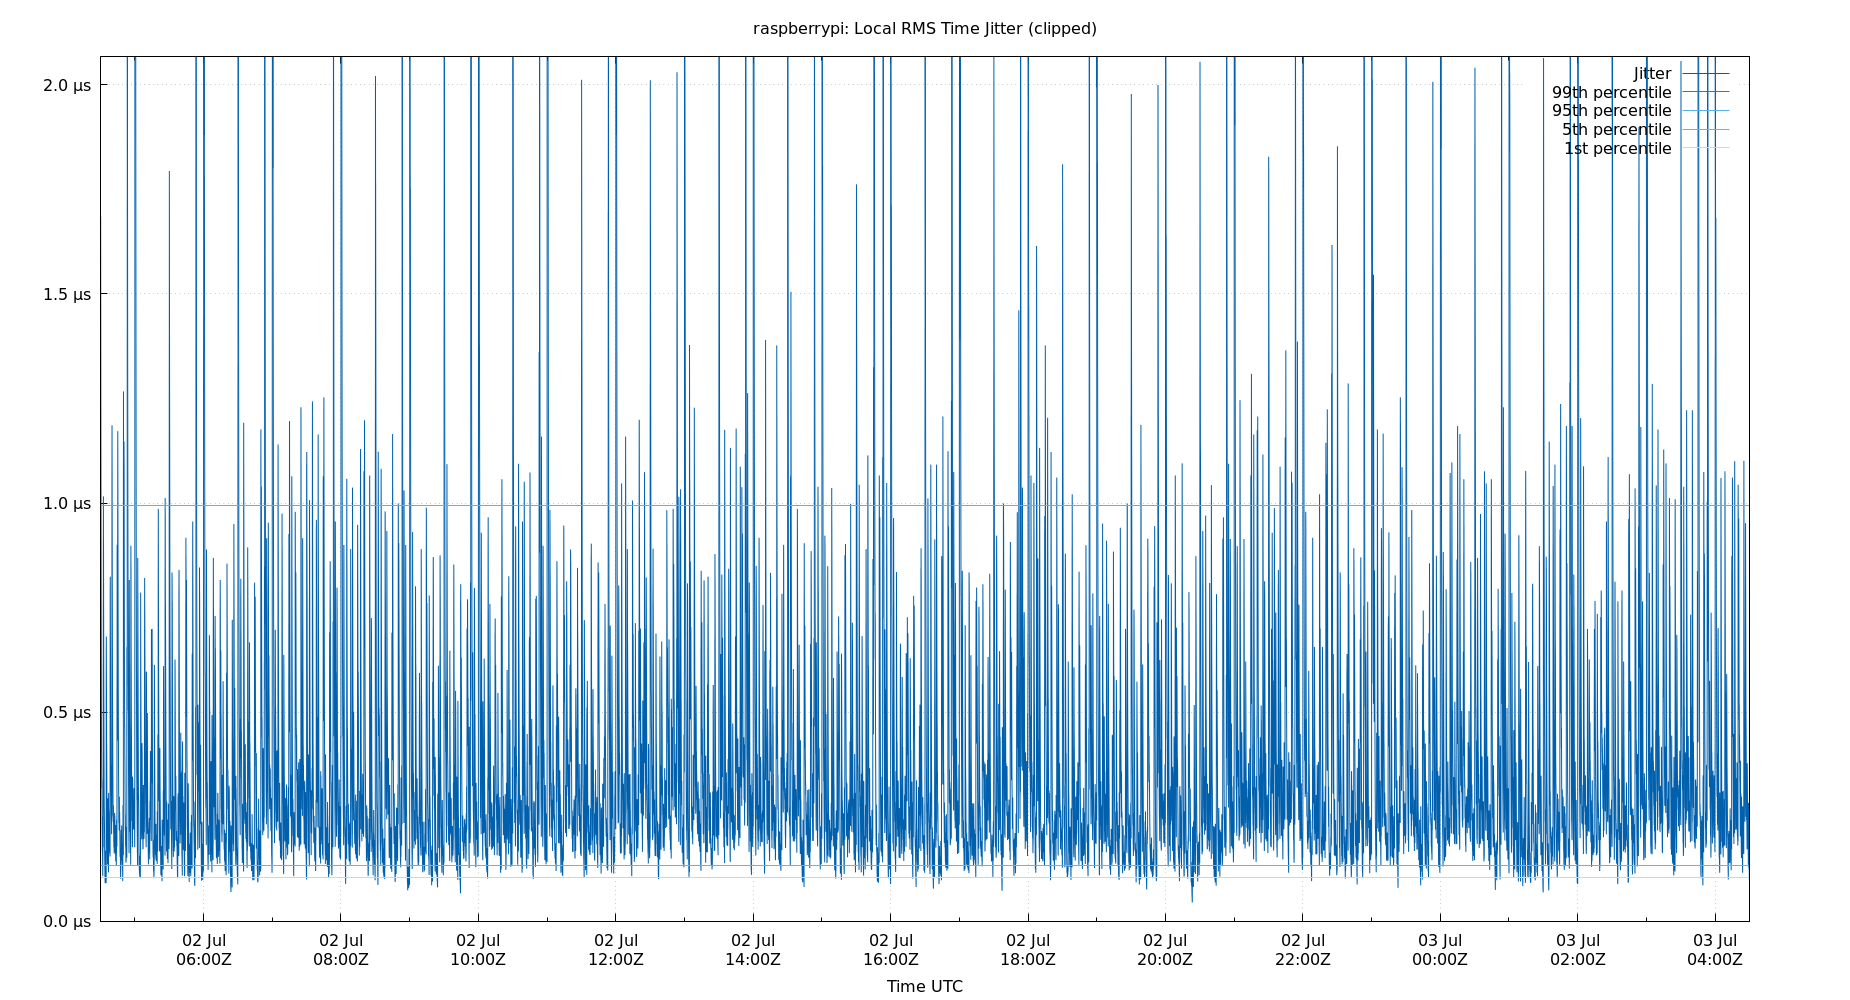 raspberrypi: Local RMS Time Jitter (clipped)
2.0 µs
1.5 µs
1.0 µs
0.5 µs
0.0 µs
Jitter
99th percentile
95th percentile
5th percentile
1st percentile
02 Jul
06:00Z
02 Jul
08:00Z
02 Jul
10:00Z
02 Jul
12:00Z
02 Jul
14:00Z
02 Jul
16:00Z
02 Jul
18:00Z
02 Jul
20:00Z
02 Jul
22:00Z
03 Jul
00:00Z
03 Jul
02:00Z
03 Jul
04:00Z
Time UTC